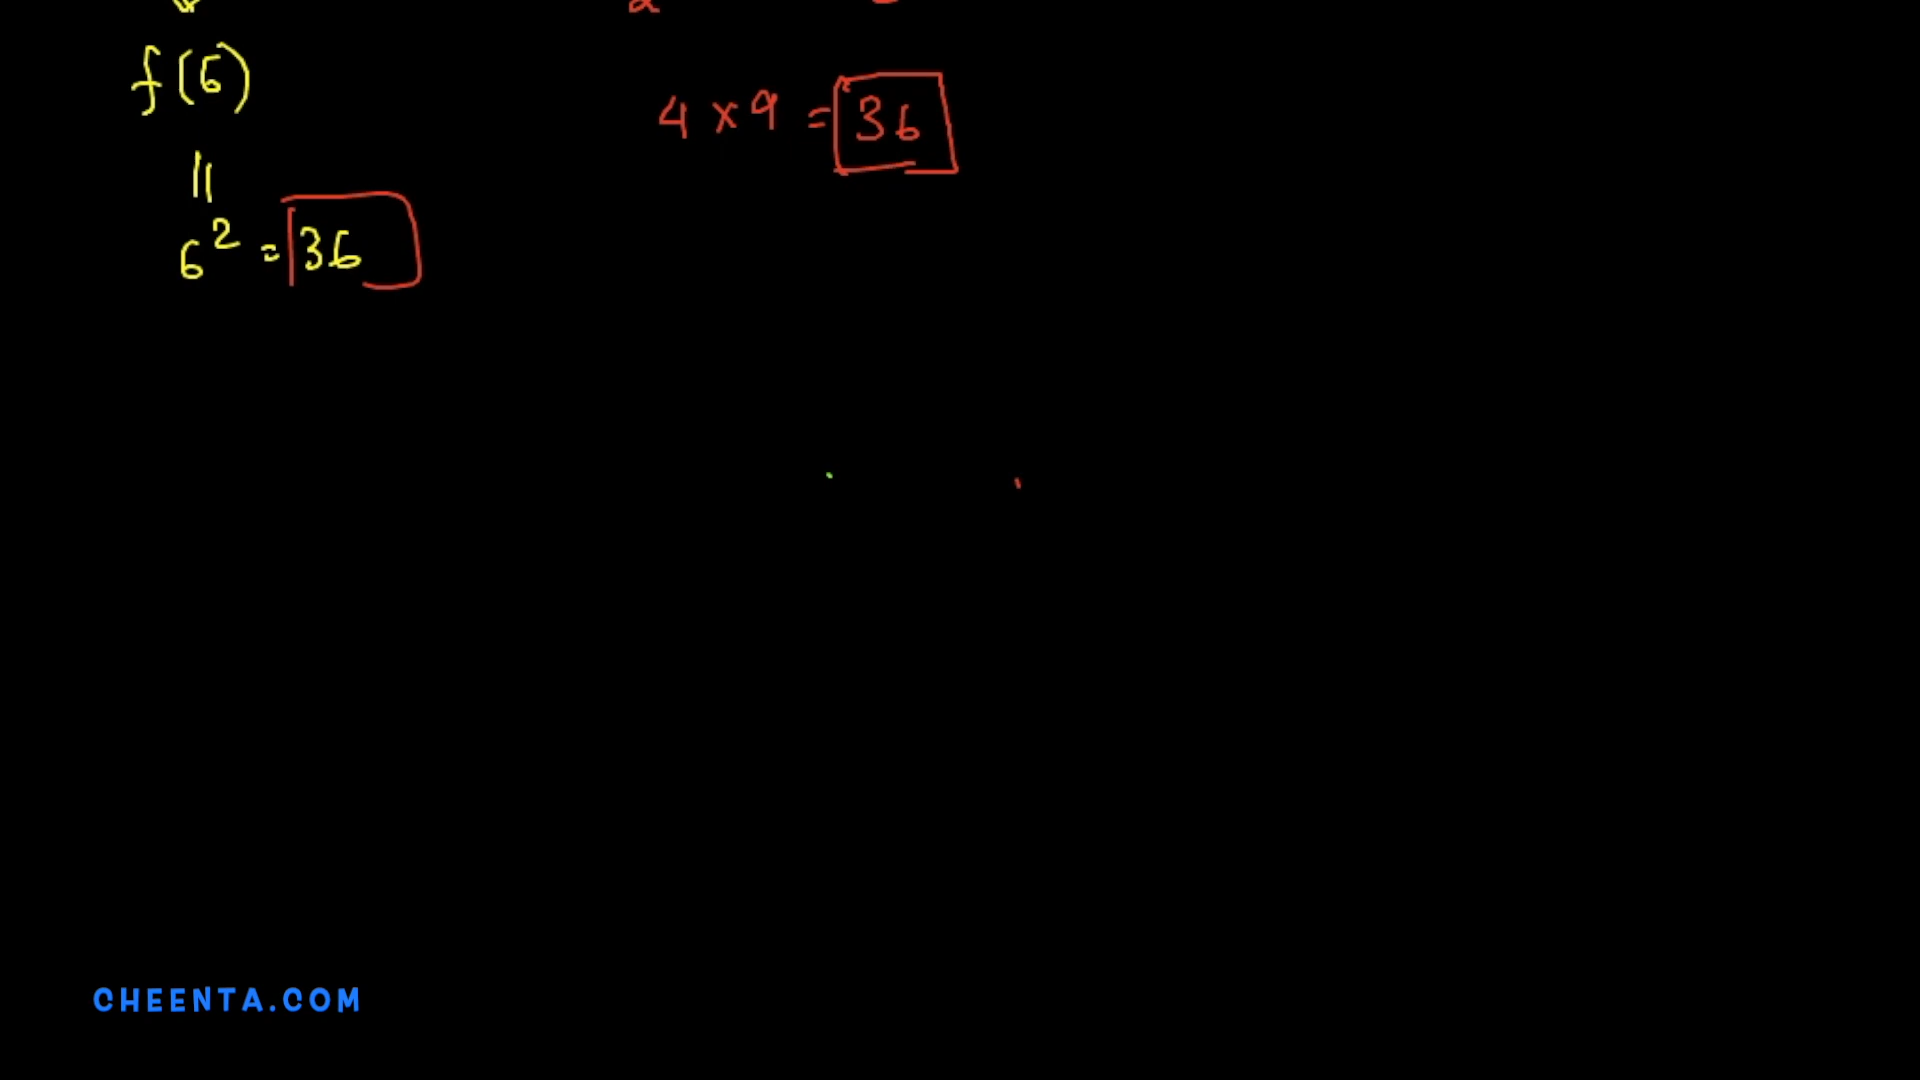 f(6)
4 x 9 = 36
||
6² = 36
CHEENTA.COM